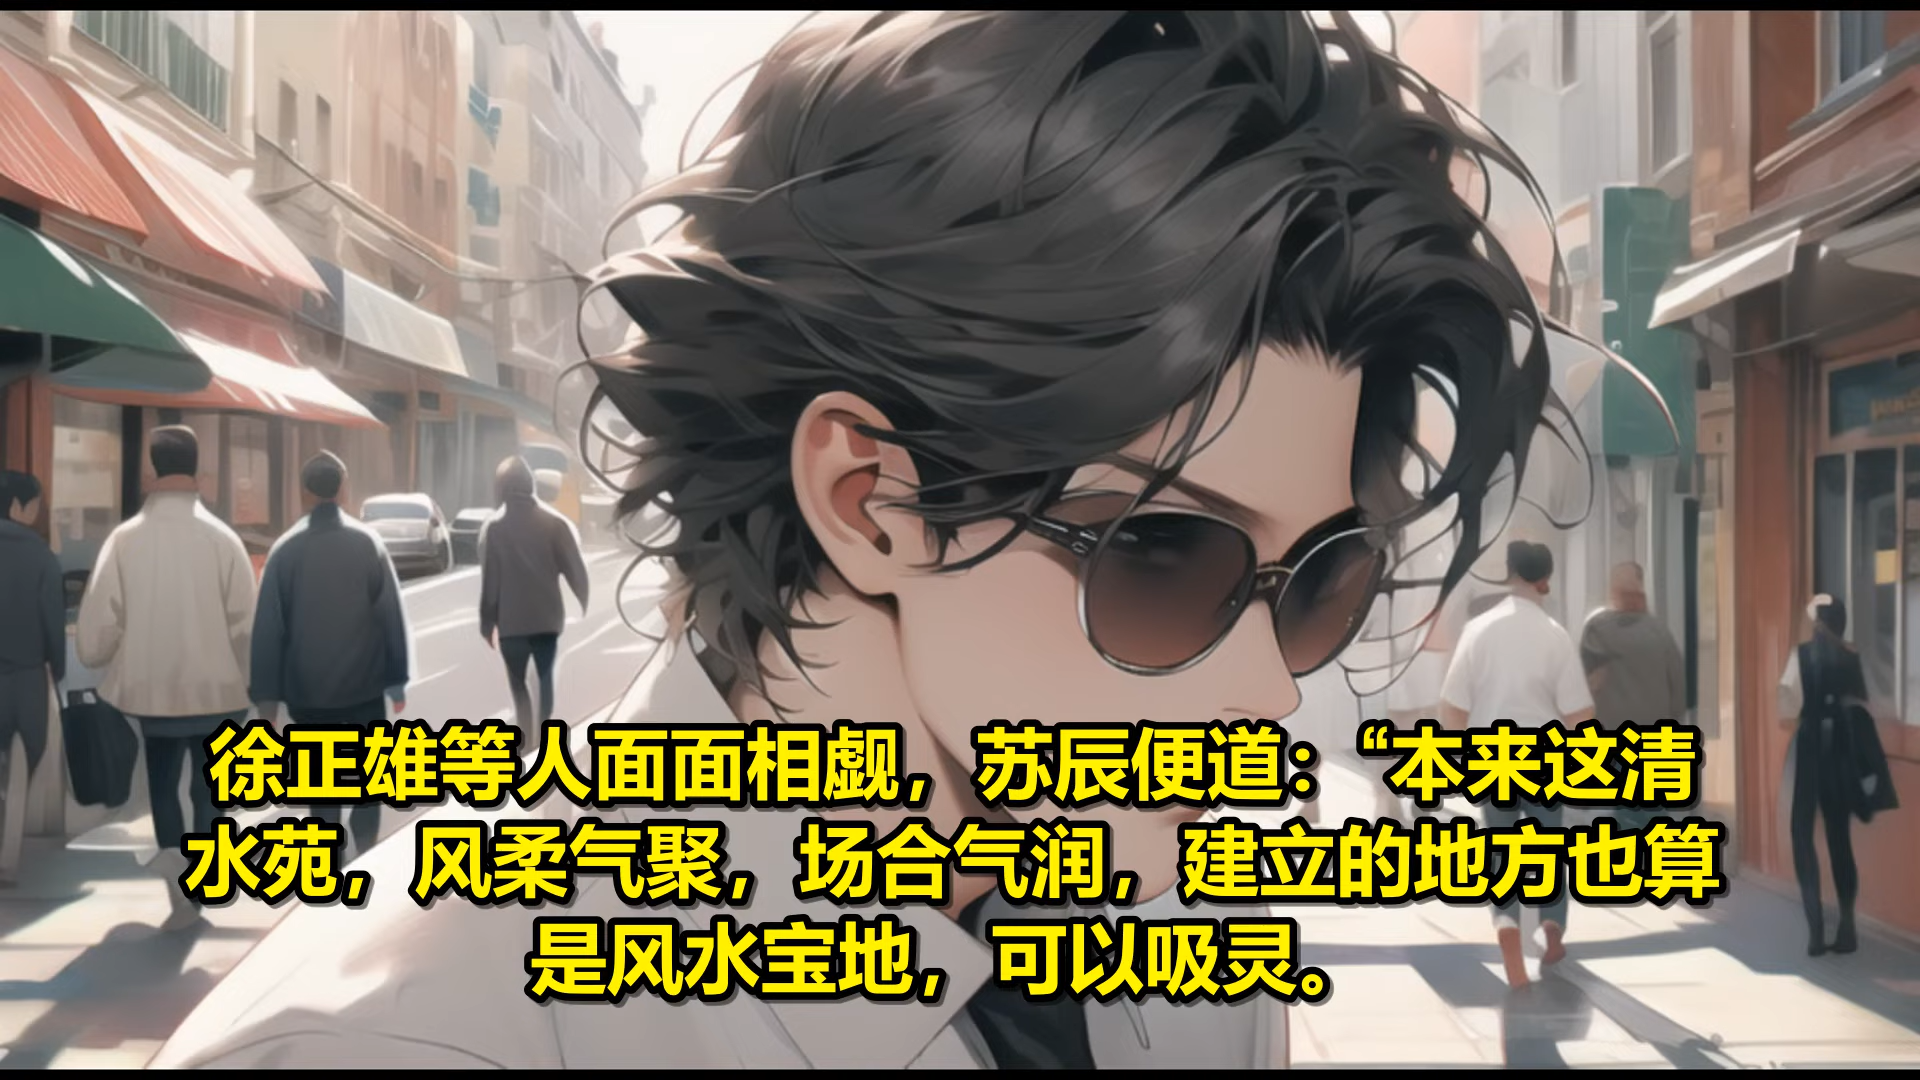 徐正雄等人面面相觑，苏辰便道：“本来这清
水苑，风柔气聚，场合气润，建立的地方也算
是风水宝地，可以吸灵。